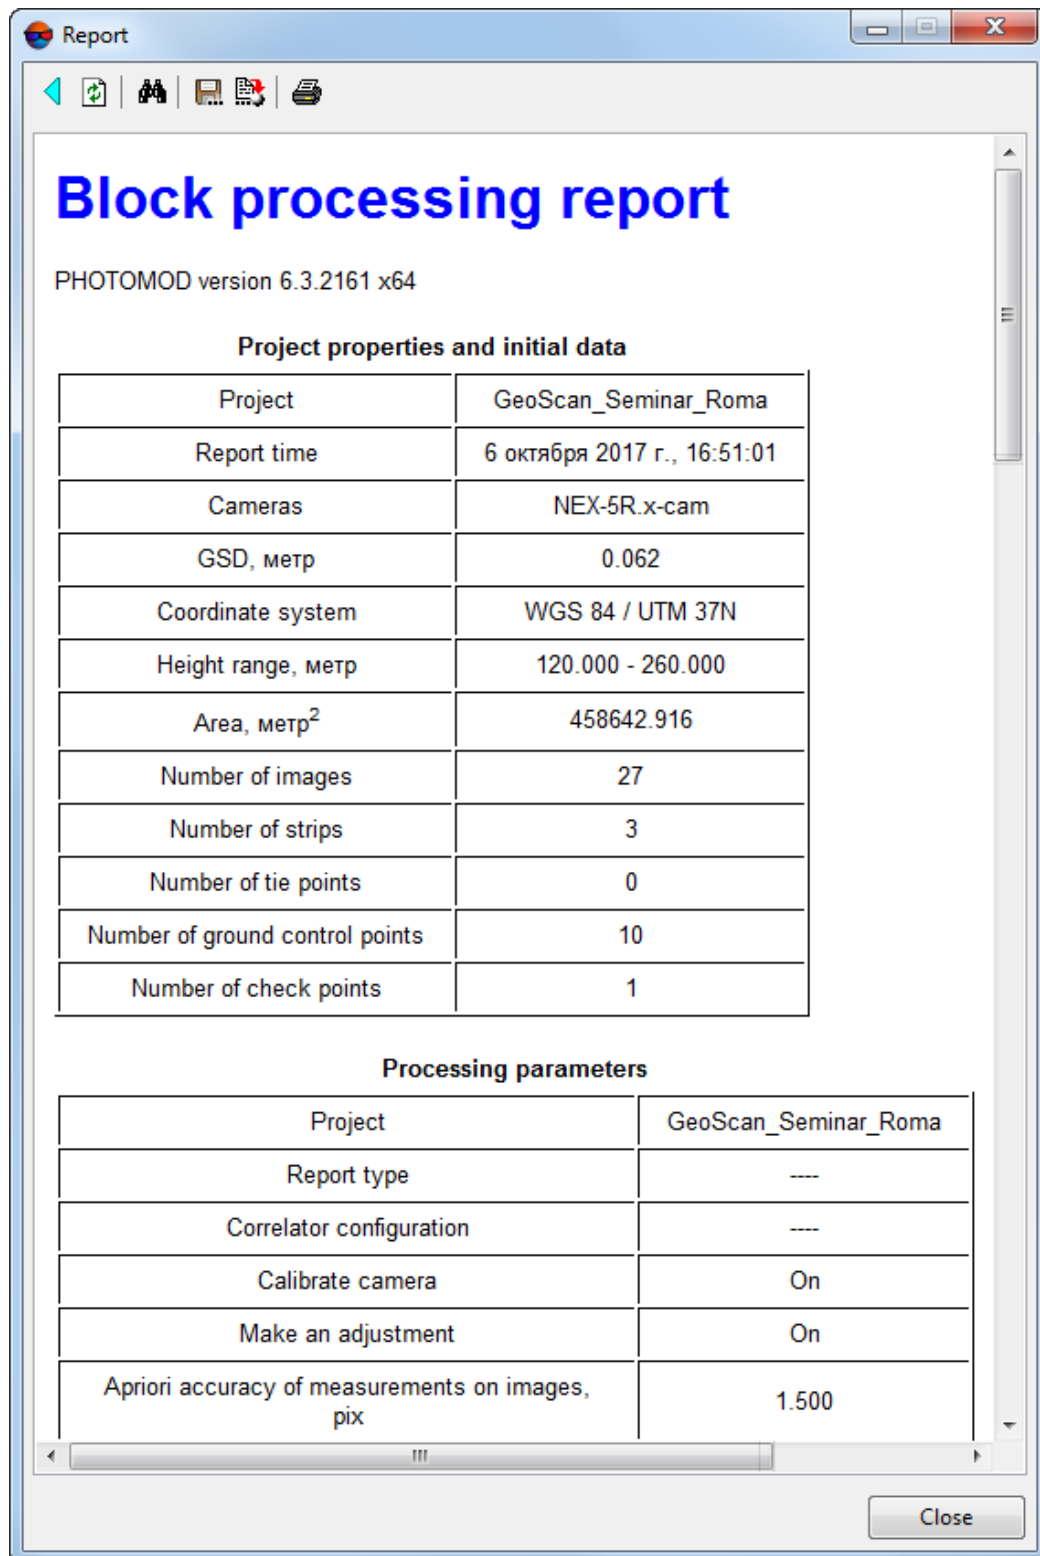 Report
Block processing report
PHOTOMOD version 6.3.2161 x64
Project properties and initial data
Project GeoScan_Seminar_Roma
Report time 6 октября 2017 г., 16:51:01
Cameras NEX-5R.x-cam
GSD, метр 0.062
Coordinate system WGS 84 / UTM 37N
Height range, метр 120.000 - 260.000
Area, метр2 458642.916
Number of images 27
Number of strips 3
Number of tie points 0
Number of ground control points 10
Number of check points 1
Processing parameters
Project GeoScan_Seminar_Roma
Report type ----
Correlator configuration ----
Calibrate camera On
Make an adjustment On
Apriori accuracy of measurements on images,
pix 1.500
Close